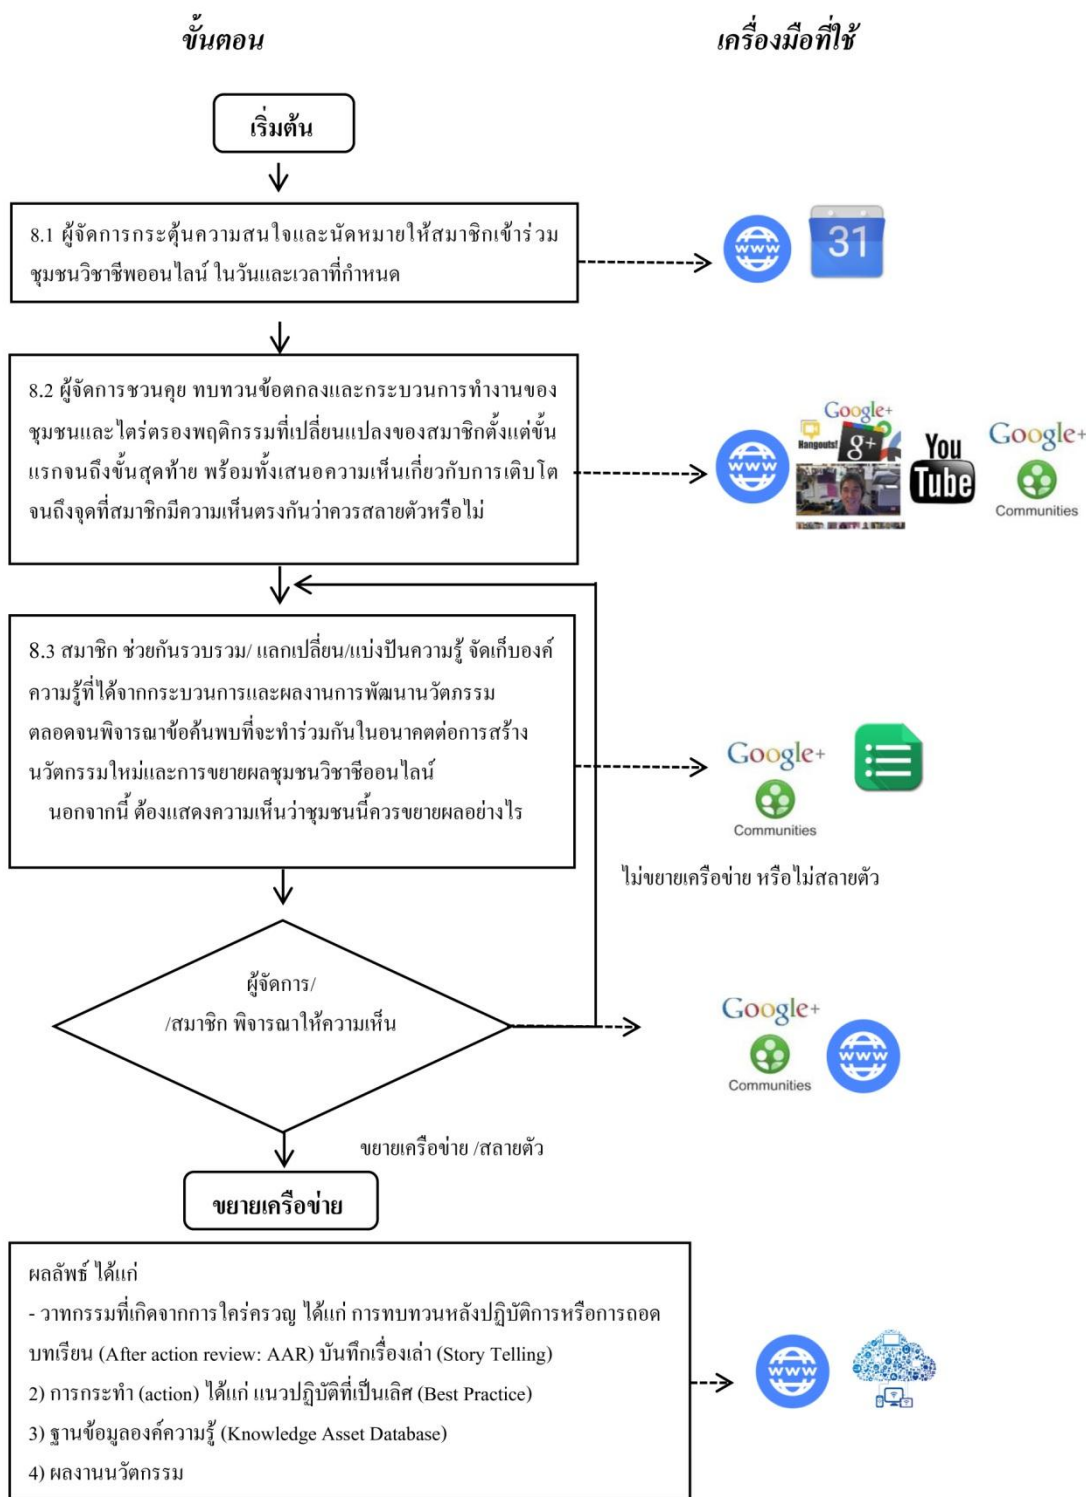 ขั้นตอน
เครื่องมือที่ใช้
เริ่มต้น
8.1 ผู้จัดการกระตุ้นความสนใจและนัดหมายให้สมาชิกเข้าร่วม
ชุมชนวิชาชีพออนไลน์ ในวันและเวลาที่กำหนด
www
31
8.2 ผู้จัดการชวนคุย ทบทวนข้อตกลงและกระบวนการทำงานของ
ชุมชนและไตร่ตรองพฤติกรรมที่เปลี่ยนแปลงของสมาชิกตั้งแต่ขั้น
แรกจนถึงขั้นสุดท้าย พร้อมทั้งเสนอความเห็นเกี่ยวกับการเติบโต
จนถึงจุดที่สมาชิกมีความเห็นตรงกันว่าควรสลายตัวหรือไม่
www
Google+
Hangouts!
g+
You
Tube
Google+
Communities
8.3 สมาชิก ช่วยกันรวบรวม/ แลกเปลี่ยน/แบ่งปันความรู้ จัดเก็บองค์
ความรู้ที่ได้จากกระบวนการและผลงานการพัฒนานวัตกรรม
ตลอดจนพิจารณาข้อค้นพบที่จะทำร่วมกันในอนาคตต่อการสร้าง
นวัตกรรมใหม่และการขยายผลชุมชนวิชาชีออนไลน์
นอกจากนี้ ต้องแสดงความเห็นว่าชุมชนนี้ควรขยายผลอย่างไร
Google+
Communities
ไม่ขยายเครือข่าย หรือไม่สลายตัว
ผู้จัดการ/
/สมาชิก พิจารณาให้ความเห็น
Google+
Communities
www
ขยายเครือข่าย /สลายตัว
ขยายเครือข่าย
ผลลัพธ์ ได้แก่
- วาทกรรมที่เกิดจากการใคร่ครวญ ได้แก่ การทบทวนหลังปฏิบัติการหรือการถอด
บทเรียน (After action review: AAR) บันทึกเรื่องเล่า (Story Telling)
2) การกระทำ (action) ได้แก่ แนวปฏิบัติที่เป็นเลิศ (Best Practice)
3) ฐานข้อมูลองค์ความรู้ (Knowledge Asset Database)
4) ผลงานนวัตกรรม
www